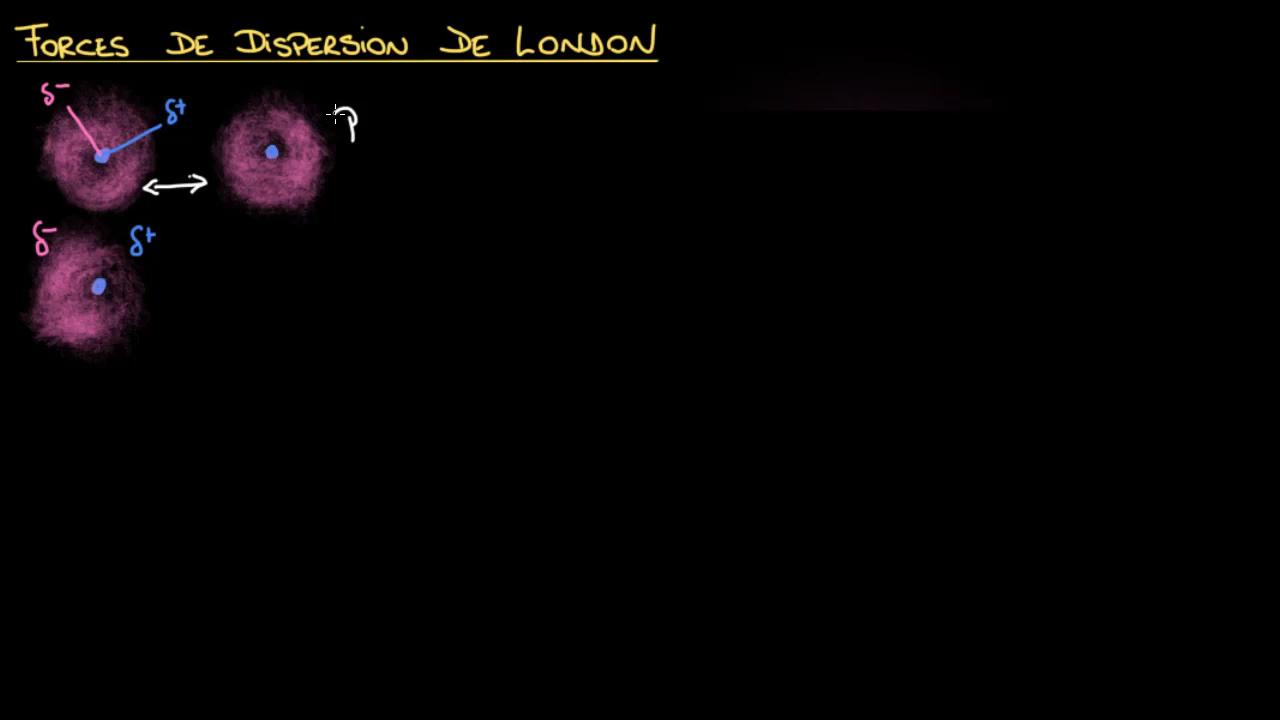 FORCES DE DISPERSION DE LONDON
δ- δ+
δ- δ+